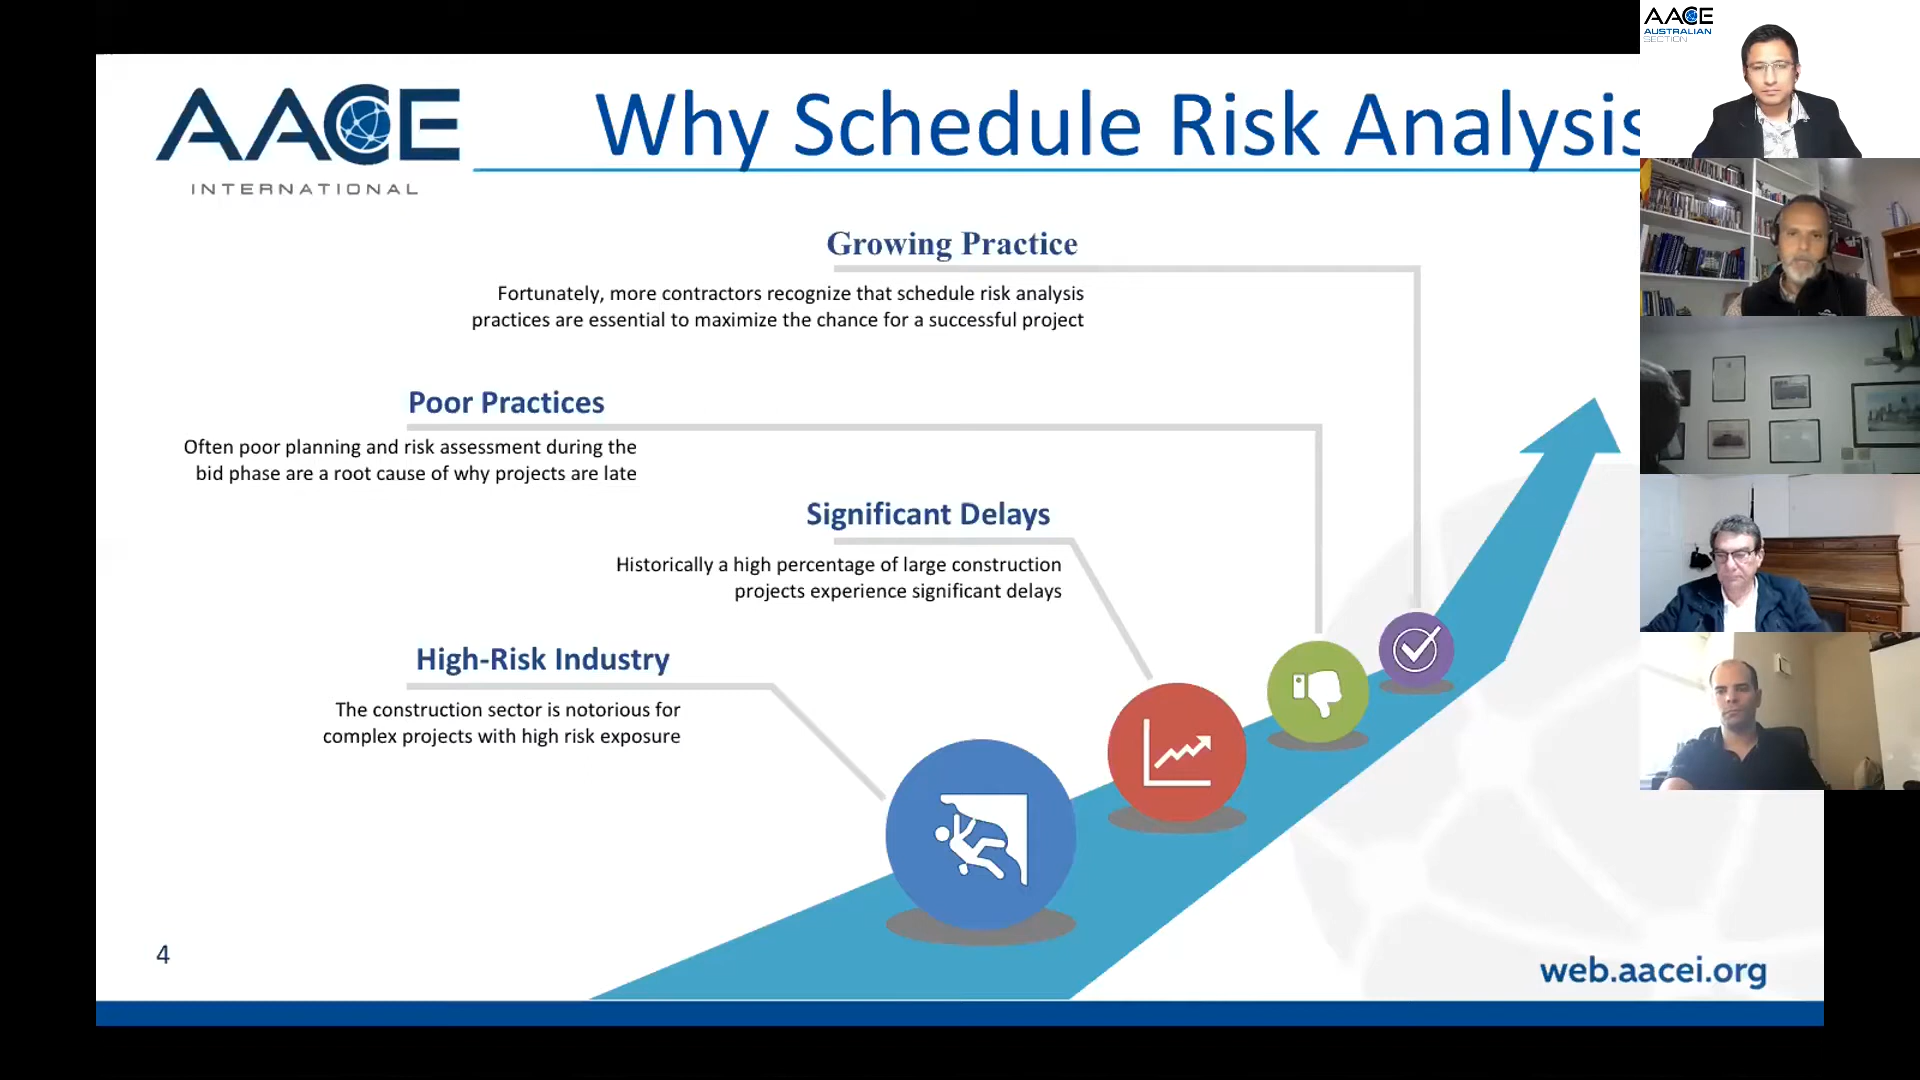 AACE
INTERNATIONAL
Why Schedule Risk Analysis
AACE
AUSTRALIAN
SECTION
Growing Practice
Fortunately, more contractors recognize that schedule risk analysis
practices are essential to maximize the chance for a successful project
Poor Practices
Often poor planning and risk assessment during the
bid phase are a root cause of why projects are late
Significant Delays
Historically a high percentage of large construction
projects experience significant delays
High-Risk Industry
The construction sector is notorious for
complex projects with high risk exposure
4
web.aacei.org